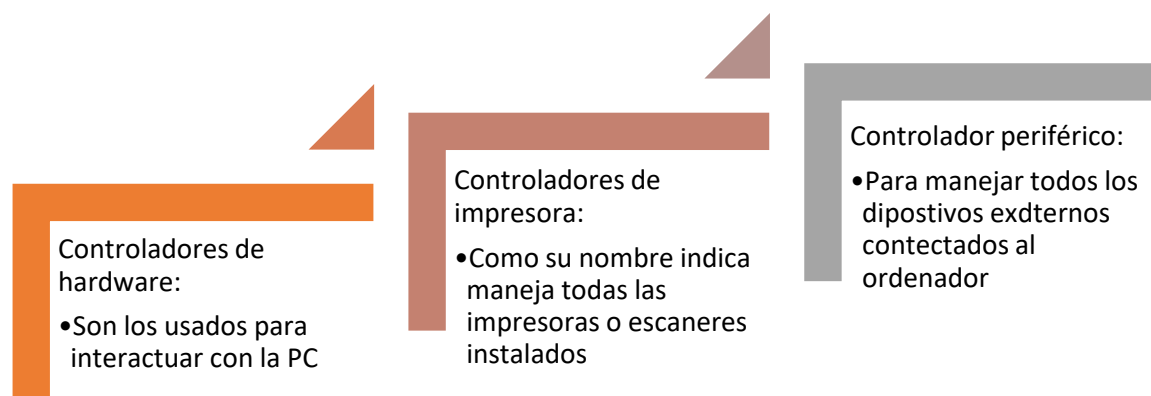 Controladores de
hardware:
•Son los usados para
interactuar con la PC
Controladores de
impresora:
•Como su nombre indica
maneja todas las
impresoras o escaneres
instalados
Controlador periférico:
•Para manejar todos los
dipostivos exdternos
contectados al
ordenador